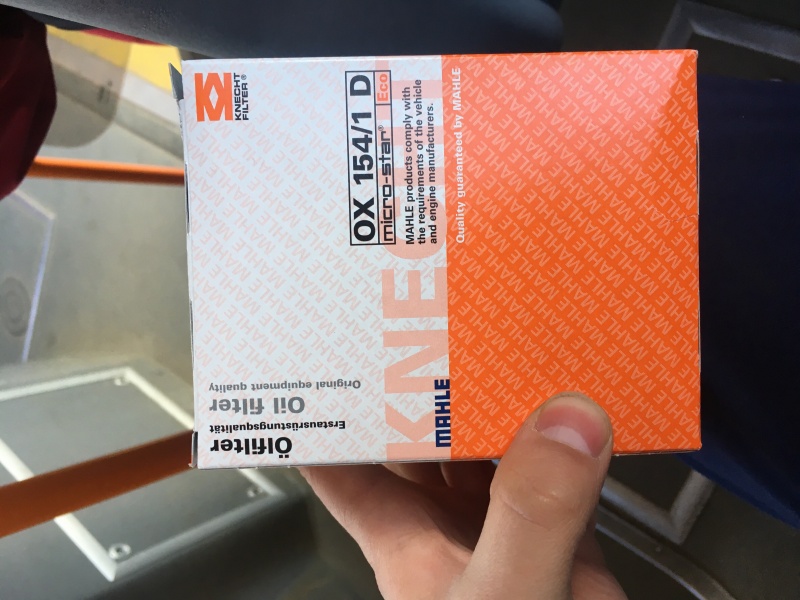 KNECHT
FILTER®
OX 154/1 D
micro-star® Eco
MAHLE products comply with
the requirements of the vehicle
and engine manufacturers.
Quality guaranteed by MAHLE
KNEC
MAHLE
Ölfilter
Erstausrüstungsqualität
Oil filter
Original equipment quality